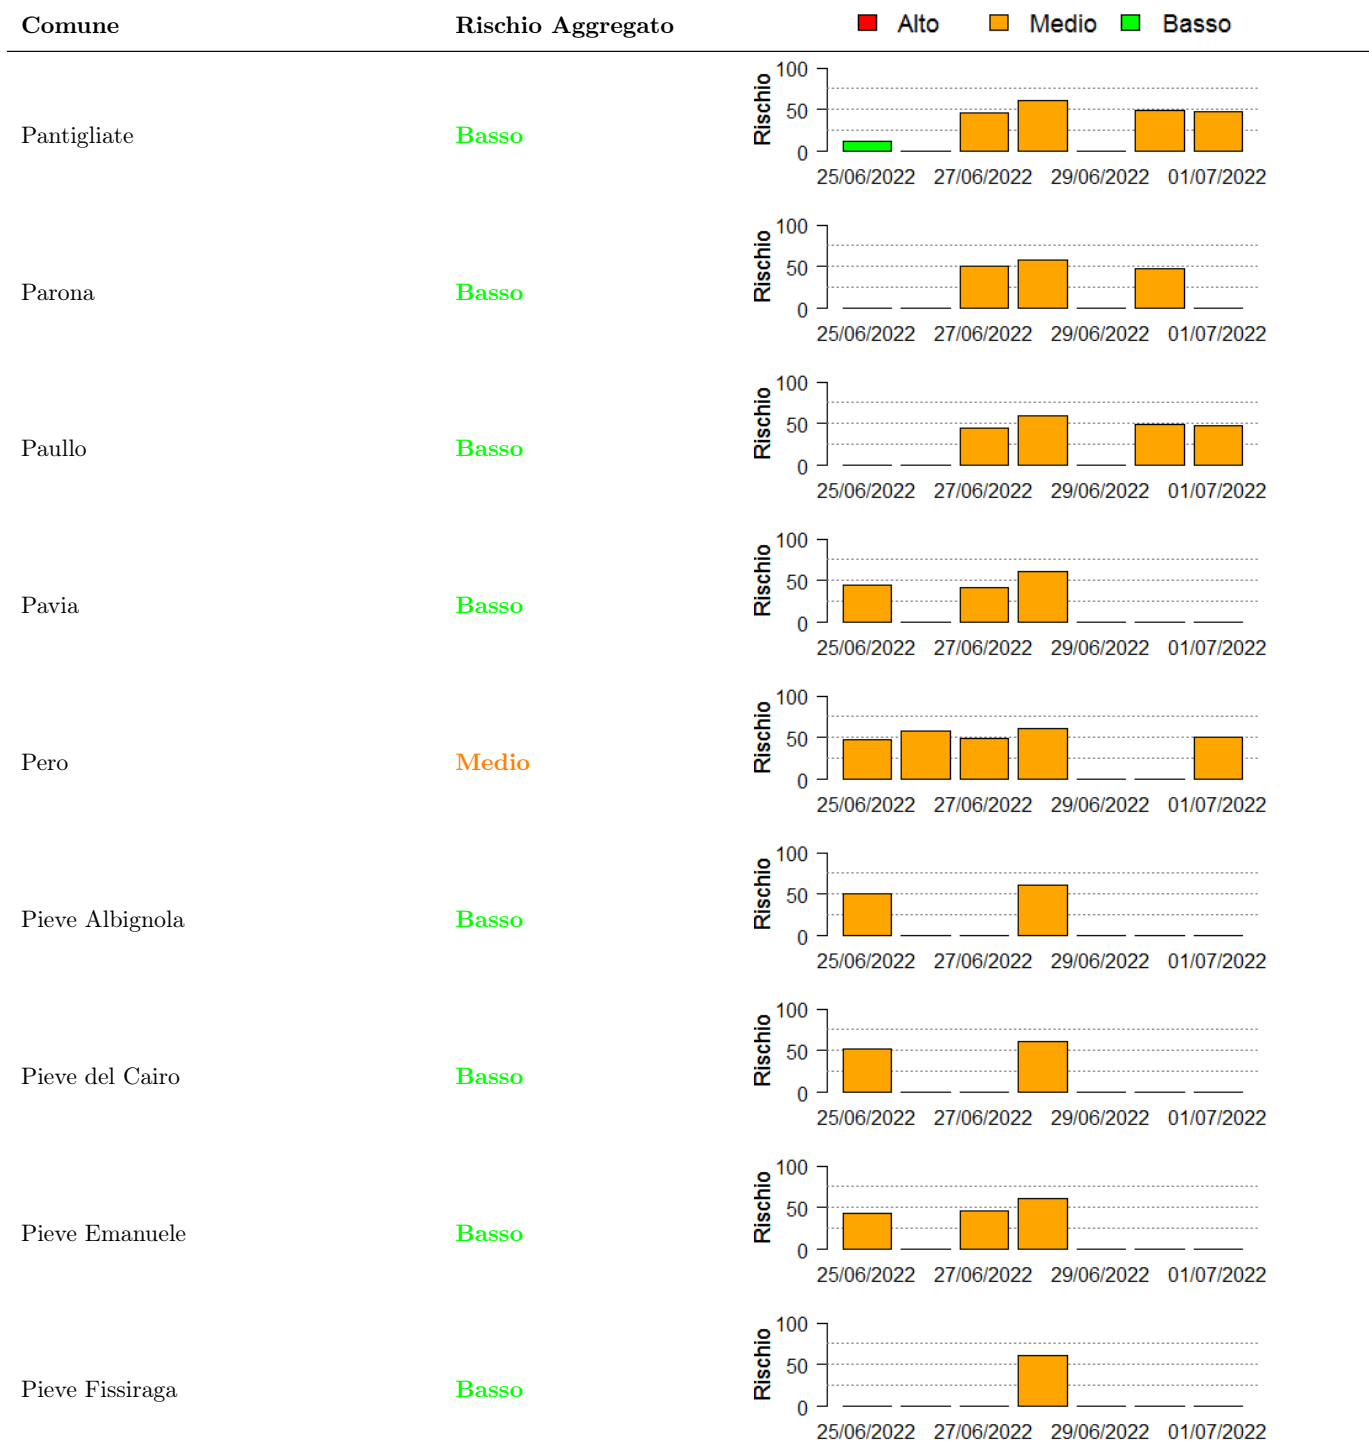 Comune Rischio Aggregato Alto Medio Basso
Pantigliate Basso Rischio 100 50 0
25/06/2022 27/06/2022 29/06/2022 01/07/2022
Parona Basso Rischio 100 50 0
25/06/2022 27/06/2022 29/06/2022 01/07/2022
Paullo Basso Rischio 100 50 0
25/06/2022 27/06/2022 29/06/2022 01/07/2022
Pavia Basso Rischio 100 50 0
25/06/2022 27/06/2022 29/06/2022 01/07/2022
Pero Medio Rischio 100 50 0
25/06/2022 27/06/2022 29/06/2022 01/07/2022
Pieve Albignola Basso Rischio 100 50 0
25/06/2022 27/06/2022 29/06/2022 01/07/2022
Pieve del Cairo Basso Rischio 100 50 0
25/06/2022 27/06/2022 29/06/2022 01/07/2022
Pieve Emanuele Basso Rischio 100 50 0
25/06/2022 27/06/2022 29/06/2022 01/07/2022
Pieve Fissiraga Basso Rischio 100 50 0
25/06/2022 27/06/2022 29/06/2022 01/07/2022